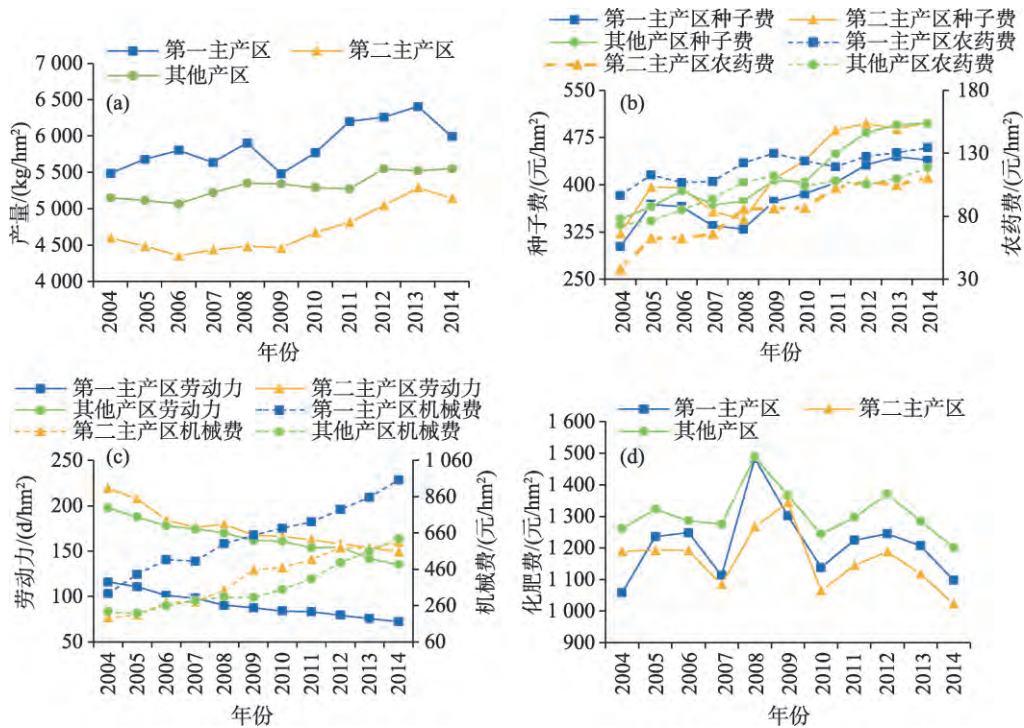 第一主产区 第二主产区
其他产区
(a)
7 000
6 500
6 000
5 500
5 000
4 500
4 000
产量/(kg/hm²)
2004 2005 2006 2007 2008 2009 2010 2011 2012 2013 2014
年份
第一主产区种子费 第二主产区种子费
其他产区种子费 第一主产区农药费
第二主产区农药费 其他产区农药费
(b)
550
475
400
325
250
种子费/(元/hm²)
180
130
80
30
农药费/(元/hm²)
2004 2005 2006 2007 2008 2009 2010 2011 2012 2013 2014
年份
第一主产区劳动力 第二主产区劳动力
其他产区劳动力 第一主产区机械费
第二主产区机械费 其他产区机械费
(c)
250
200
150
100
50
劳动力/(d/hm²)
1 060
860
660
460
260
60
机械费/(元/hm²)
2004 2005 2006 2007 2008 2009 2010 2011 2012 2013 2014
年份
第一主产区 第二主产区
其他产区
(d)
1 600
1 500
1 400
1 300
1 200
1 100
1 000
900
化肥费/(元/hm²)
2004 2005 2006 2007 2008 2009 2010 2011 2012 2013 2014
年份